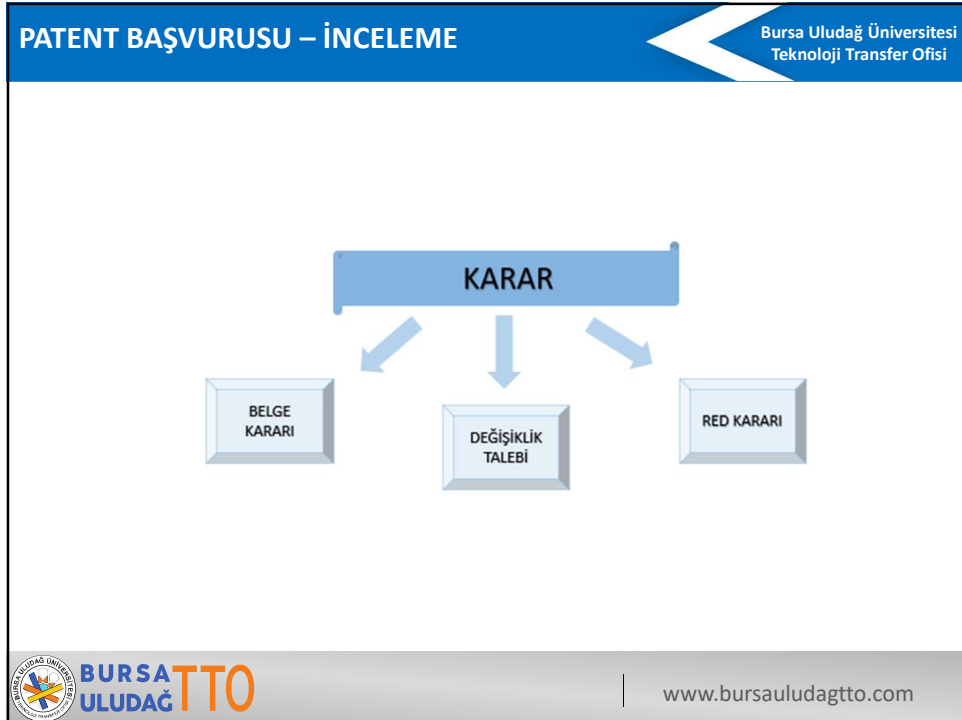 PATENT BAŞVURUSU – İNCELEME
Bursa Uludağ Üniversitesi
Teknoloji Transfer Ofisi
KARAR
BELGE
KARARI
DEĞİŞİKLİK
TALEBİ
RED KARARI
BURSA TTO
ULUDAĞ
www.bursauludagtto.com